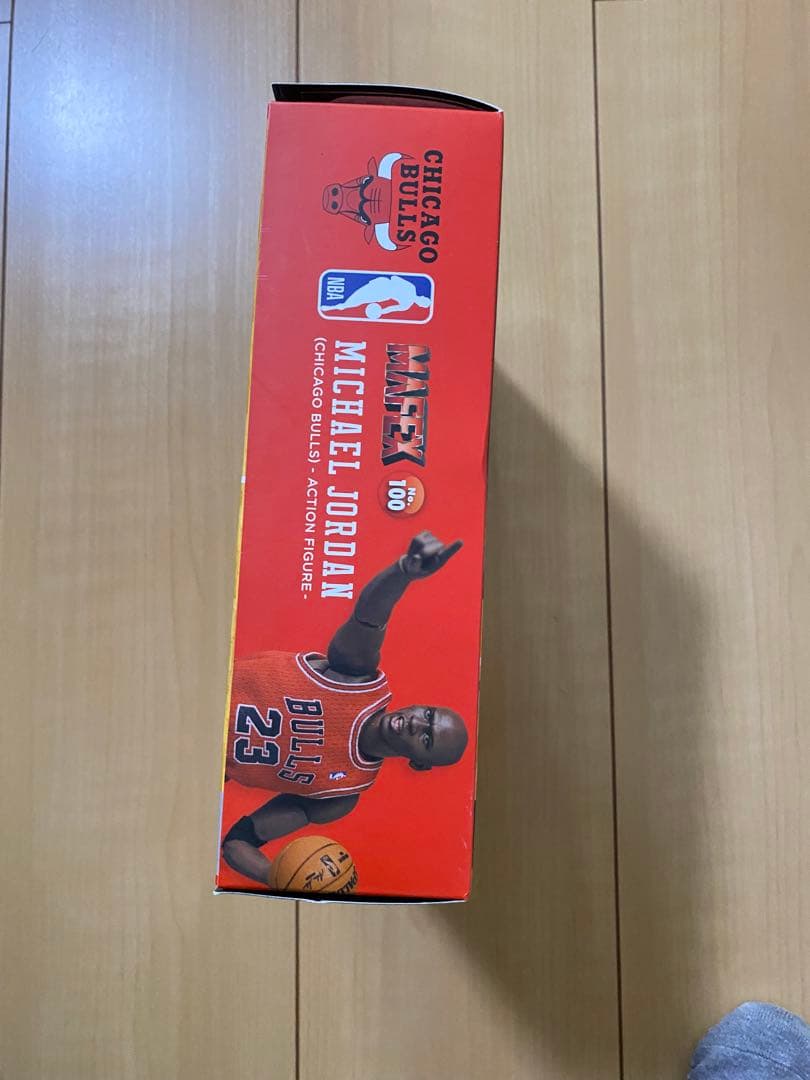 CHICAGO
BULLS
NBA
MAFEX
No.
100
MICHAEL JORDAN
(CHICAGO BULLS) - ACTION FIGURE -
BULLS
23